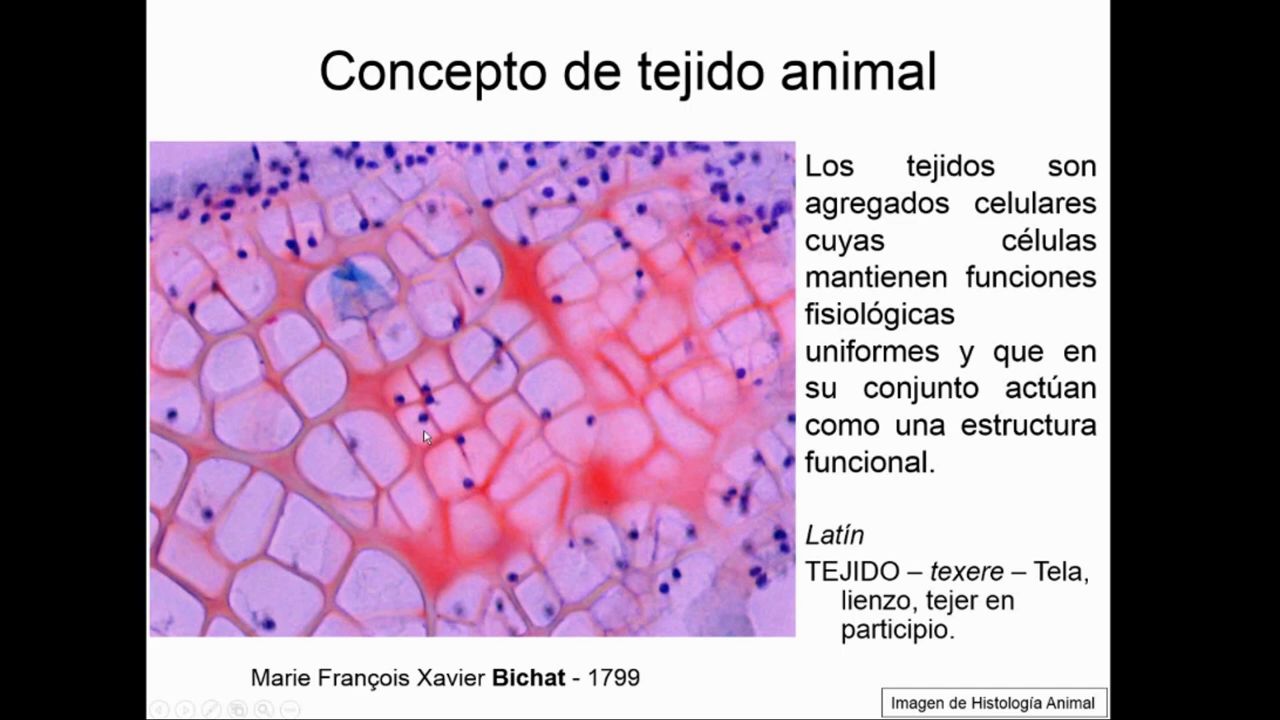 Concepto de tejido animal
Los tejidos son
agregados celulares
cuyas células
mantienen funciones
fisiológicas
uniformes y que en
su conjunto actúan
como una estructura
funcional.
Latín
TEJIDO – texere – Tela,
lienzo, tejer en
participio.
Marie François Xavier Bichat - 1799
Imagen de Histología Animal